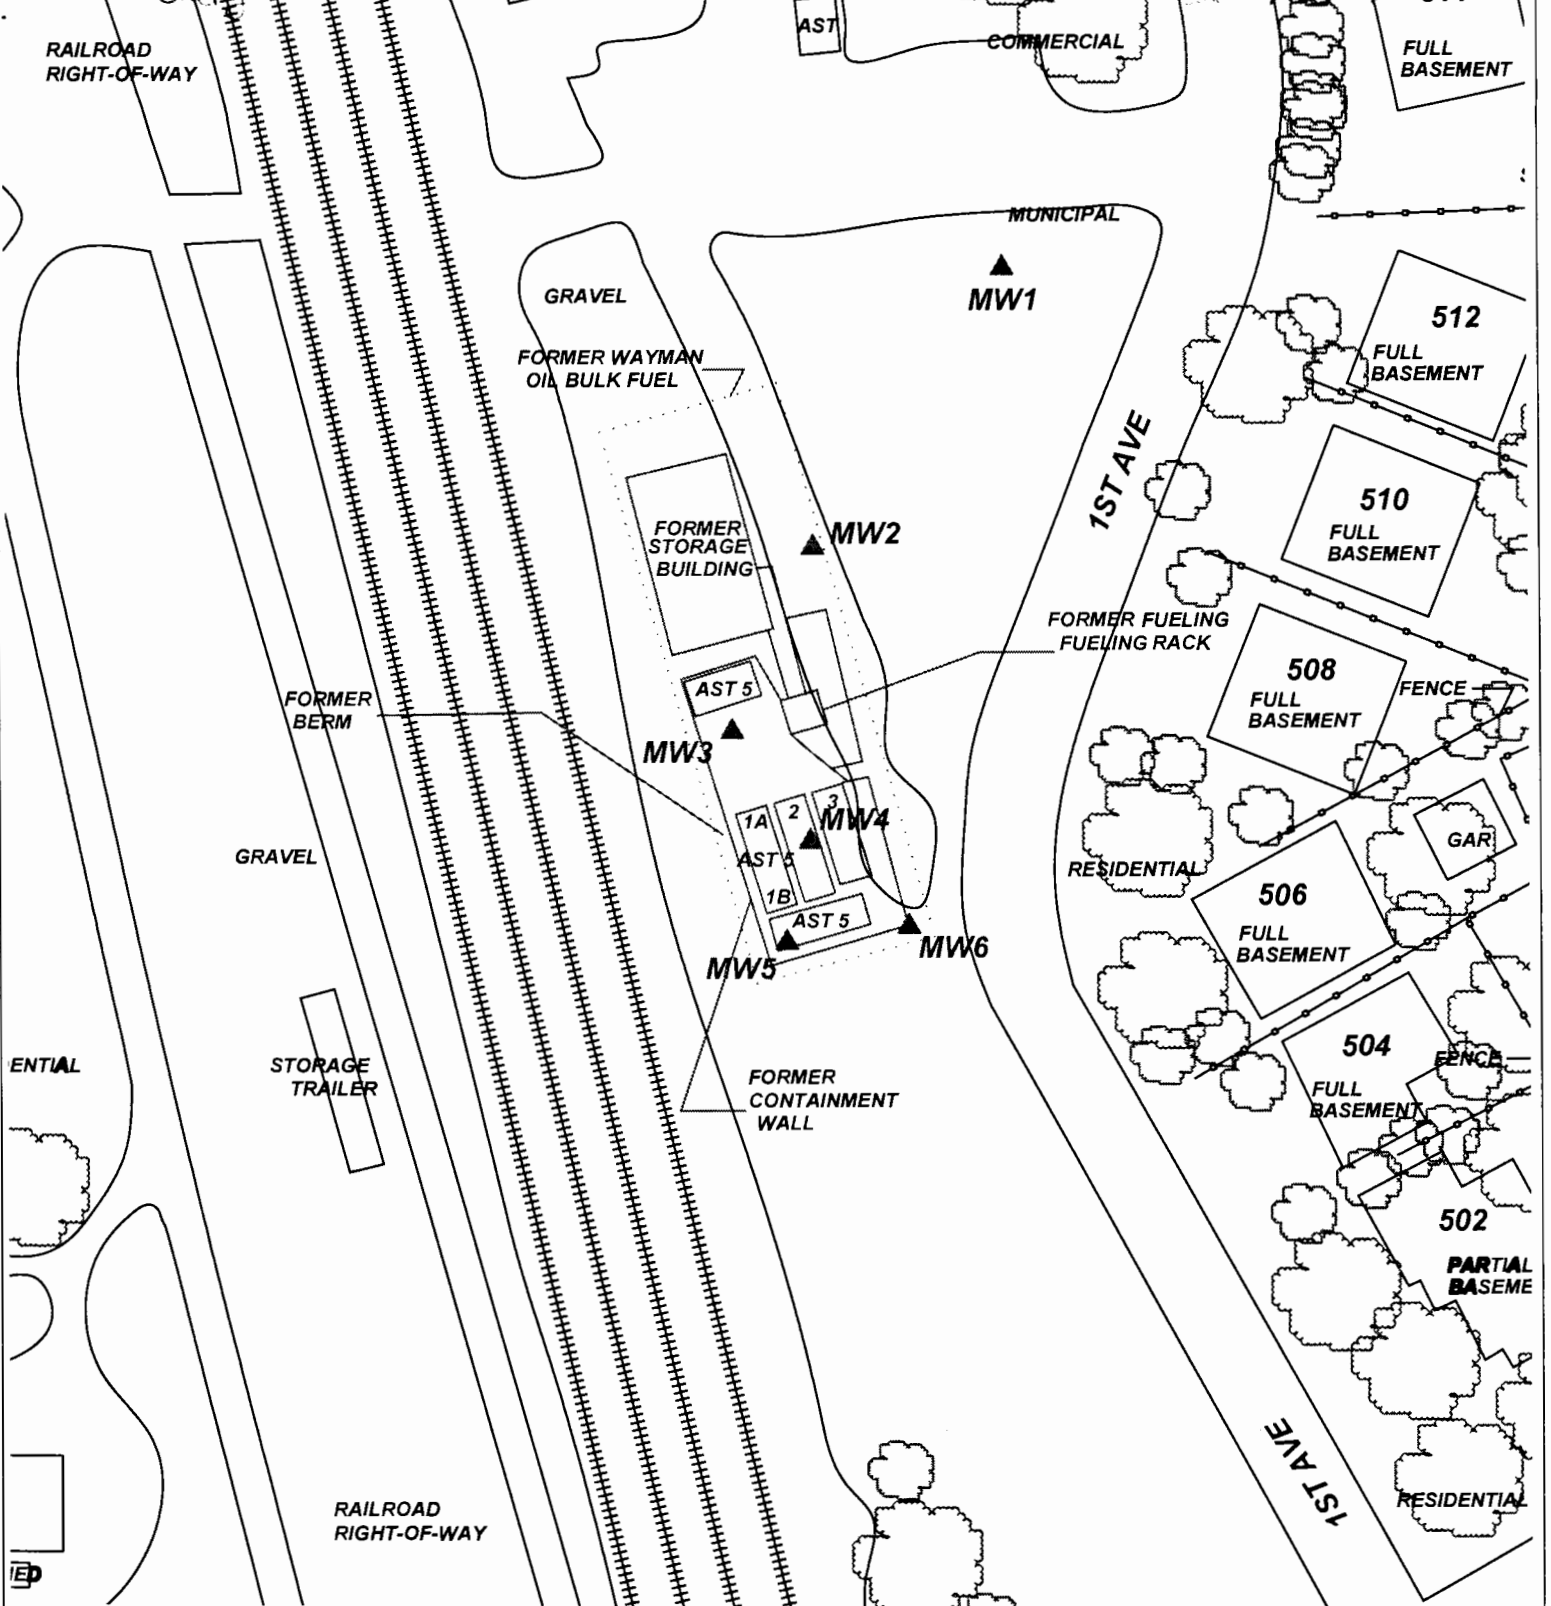 RAILROAD
RIGHT-OF-WAY
AST
COMMERCIAL
FULL
BASEMENT
MUNICIPAL
MW1
GRAVEL
FORMER WAYMAN
OIL BULK FUEL
512
FULL
BASEMENT
1ST AVE
510
FULL
BASEMENT
FORMER
STORAGE
BUILDING
MW2
FORMER FUELING
FUELING RACK
508
FULL
BASEMENT
FENCE
AST 5
FORMER
BERM
MW3
1A
2
3
MW4
AST 5
1B
AST 5
MW5
MW6
GRAVEL
RESIDENTIAL
GAR
506
FULL
BASEMENT
504
FULL
BASEMENT
FENCE
ENTIAL
STORAGE
TRAILER
FORMER
CONTAINMENT
WALL
502
PARTIAL
BASEME
1ST AVE
RESIDENTIAL
RAILROAD
RIGHT-OF-WAY